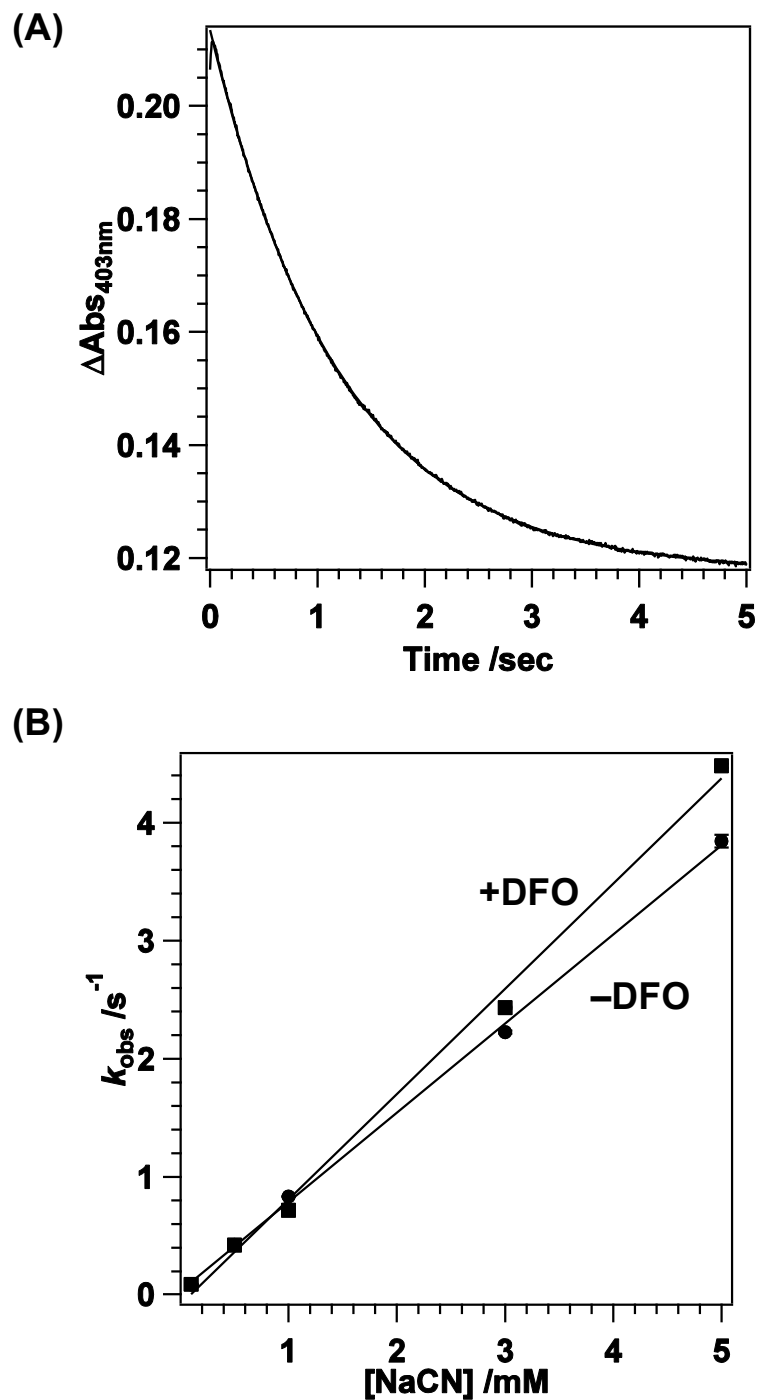 (A)
0.20
0.18
0.16
0.14
0.12
ΔAbs403nm
0 1 2 3 4 5
Time /sec
(B)
4
3
2
1
0
kobs /s-1
+DFO
–DFO
1 2 3 4 5
[NaCN] /mM